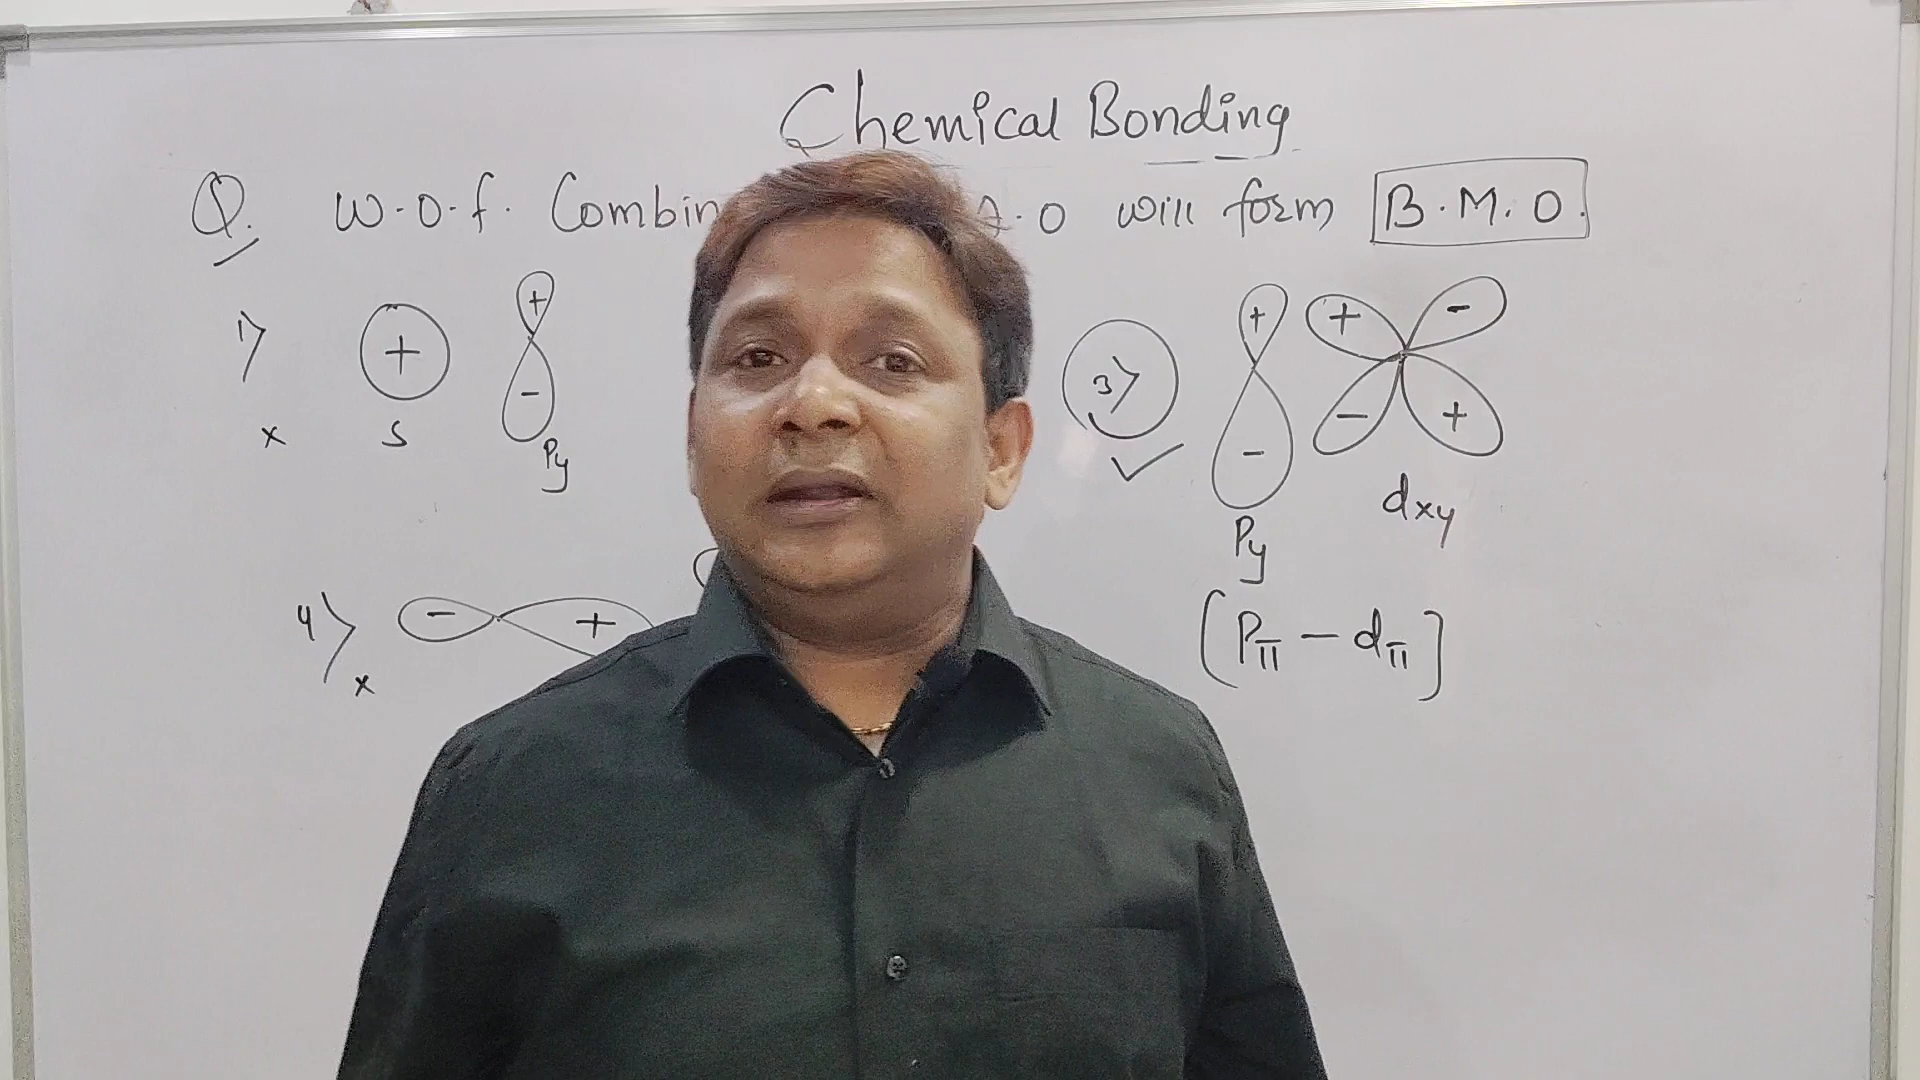 Chemical Bonding
Q. W.O.f. Combin A.O will form B.M.O.
1> + + - 3> + - + - - +
x S Py Py dxy
4> - + [Pπ - dπ]
x